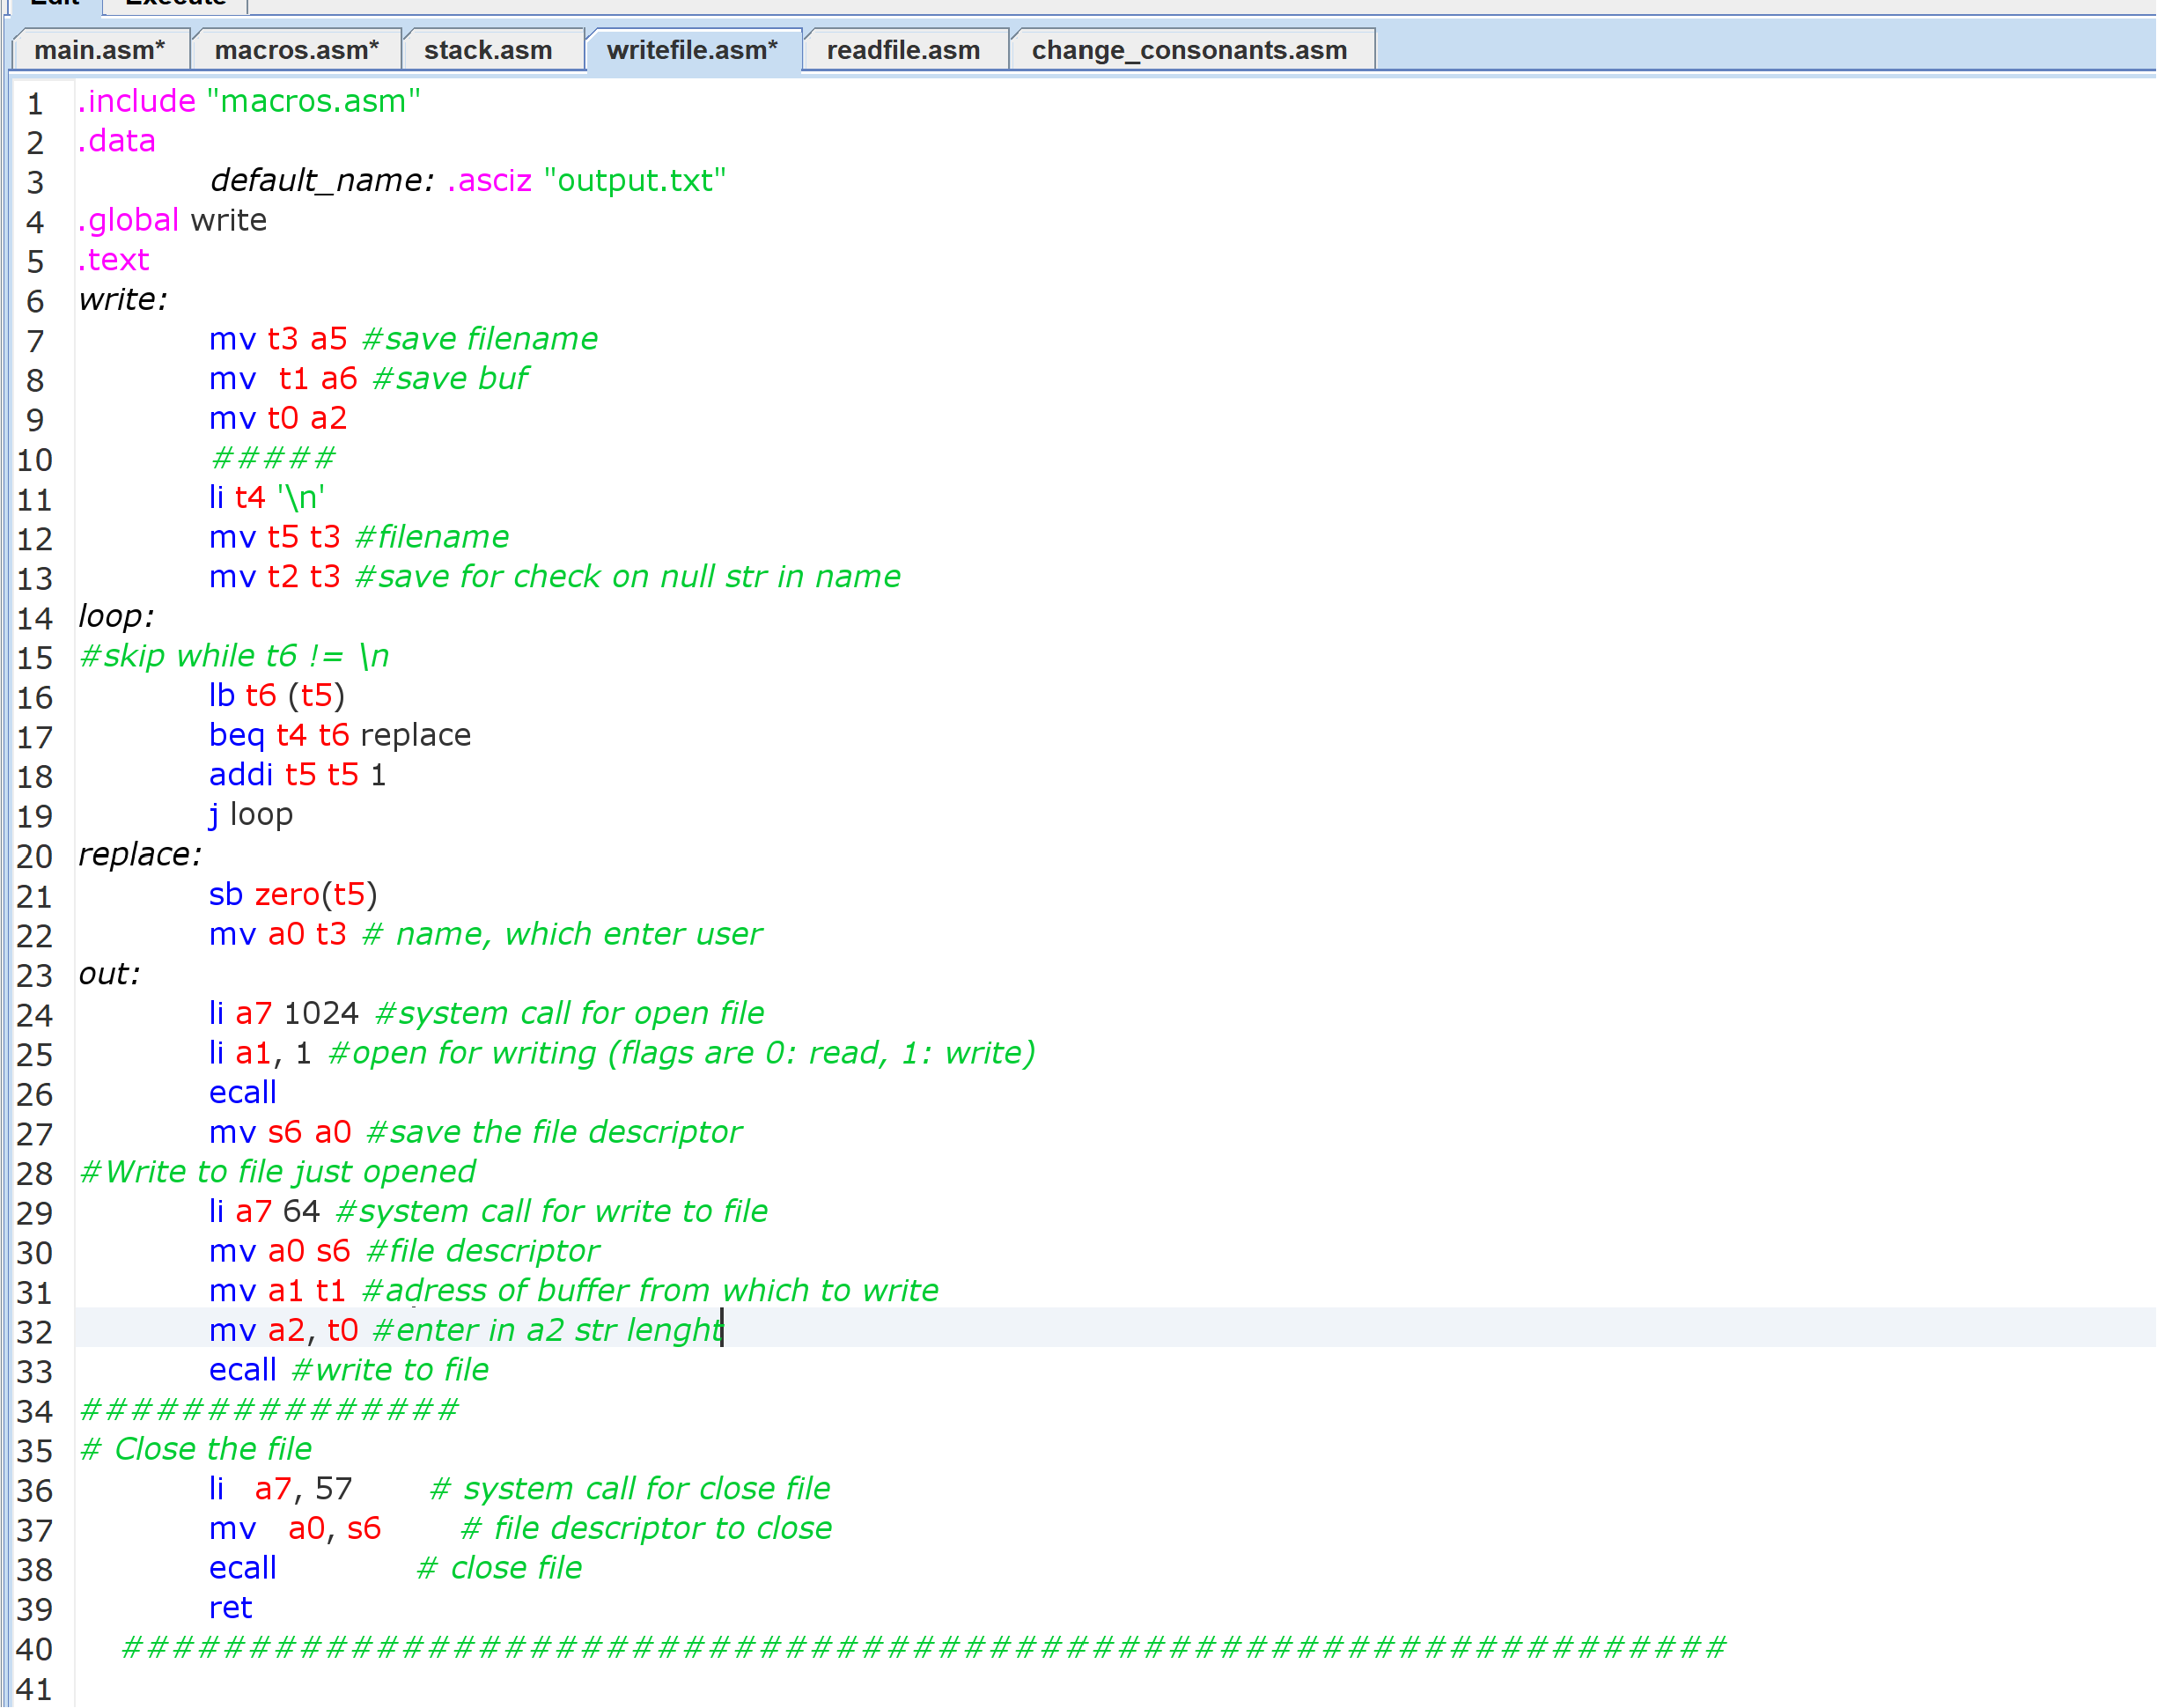 Edit Execute
main.asm* macros.asm* stack.asm writefile.asm* readfile.asm change_consonants.asm
1 .include "macros.asm"
2 .data
3 default_name: .asciz "output.txt"
4 .global write
5 .text
6 write:
7 mv t3 a5 #save filename
8 mv  t1 a6 #save buf
9 mv t0 a2
10 #####
11 li t4 '\n'
12 mv t5 t3 #filename
13 mv t2 t3 #save for check on null str in name
14 loop:
15 #skip while t6 != \n
16 lb t6 (t5)
17 beq t4 t6 replace
18 addi t5 t5 1
19 j loop
20 replace:
21 sb zero(t5)
22 mv a0 t3 # name, which enter user
23 out:
24 li a7 1024 #system call for open file
25 li a1, 1 #open for writing (flags are 0: read, 1: write)
26 ecall
27 mv s6 a0 #save the file descriptor
28 #Write to file just opened
29 li a7 64 #system call for write to file
30 mv a0 s6 #file descriptor
31 mv a1 t1 #adress of buffer from which to write
32 mv a2, t0 #enter in a2 str lenght
33 ecall #write to file
34 ###############
35 # Close the file
36 li   a7, 57       # system call for close file
37 mv   a0, s6       # file descriptor to close
38 ecall             # close file
39 ret
40 ###############################################################
41